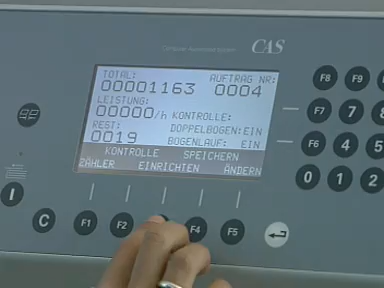 CAS
TOTAL: AUFTRAG NR:
00001163 0004
LEISTUNG:
00000/h KONTROLLE:
REST: DOPPELBOGEN:EIN
0019 BOGENLAUF: EIN
KONTROLLE SPEICHERN
ZÄHLER EINRICHTEN ÄNDERN
F8 F9
F7 7 8
F6 4 5
0 1 2
I C F1 F2 F4 F5